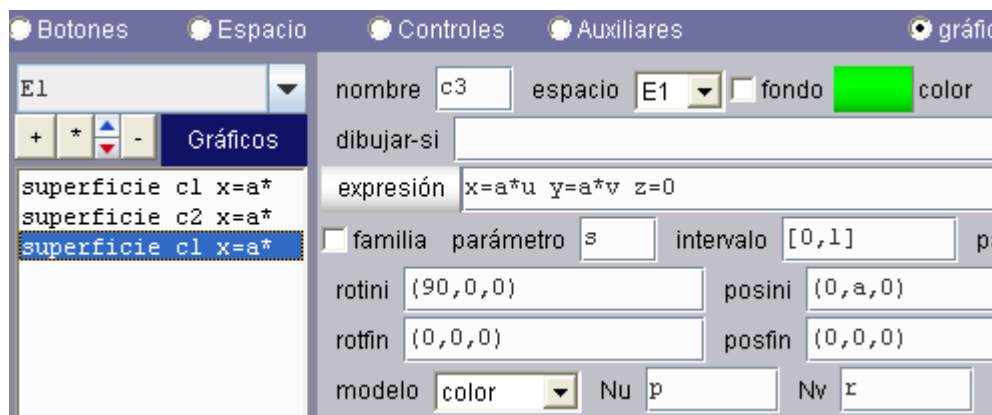 Botones Espacio Controles Auxiliares gráfic
E1
+ * - Gráficos
superficie c1 x=a*
superficie c2 x=a*
superficie c1 x=a*
nombre c3 espacio E1 fondo color
dibujar-si
expresión x=a*u y=a*v z=0
familia parámetro s intervalo [0,1] pa
rotini (90,0,0) posini (0,a,0)
rotfin (0,0,0) posfin (0,0,0)
modelo color Nu p Nv r